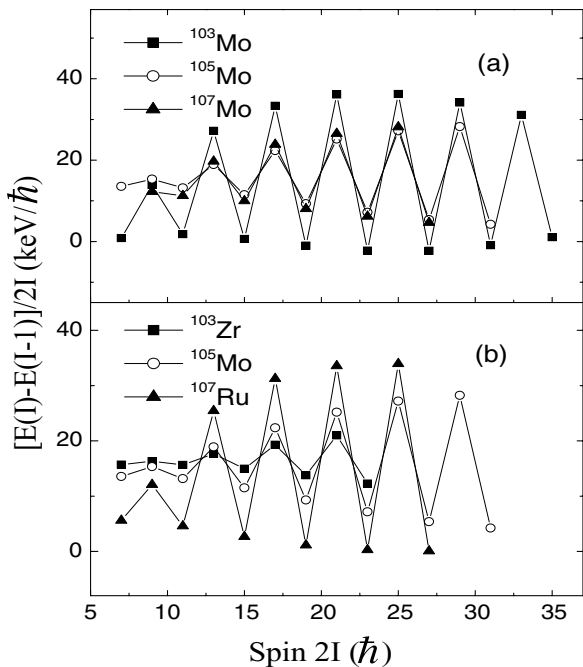 [E(I)-E(I-1)]/2I (keV/ħ)
¹⁰³Mo
¹⁰⁵Mo
¹⁰⁷Mo
(a)
40
20
0
¹⁰³Zr
¹⁰⁵Mo
¹⁰⁷Ru
(b)
40
20
0
5 10 15 20 25 30 35
Spin 2I (ħ)